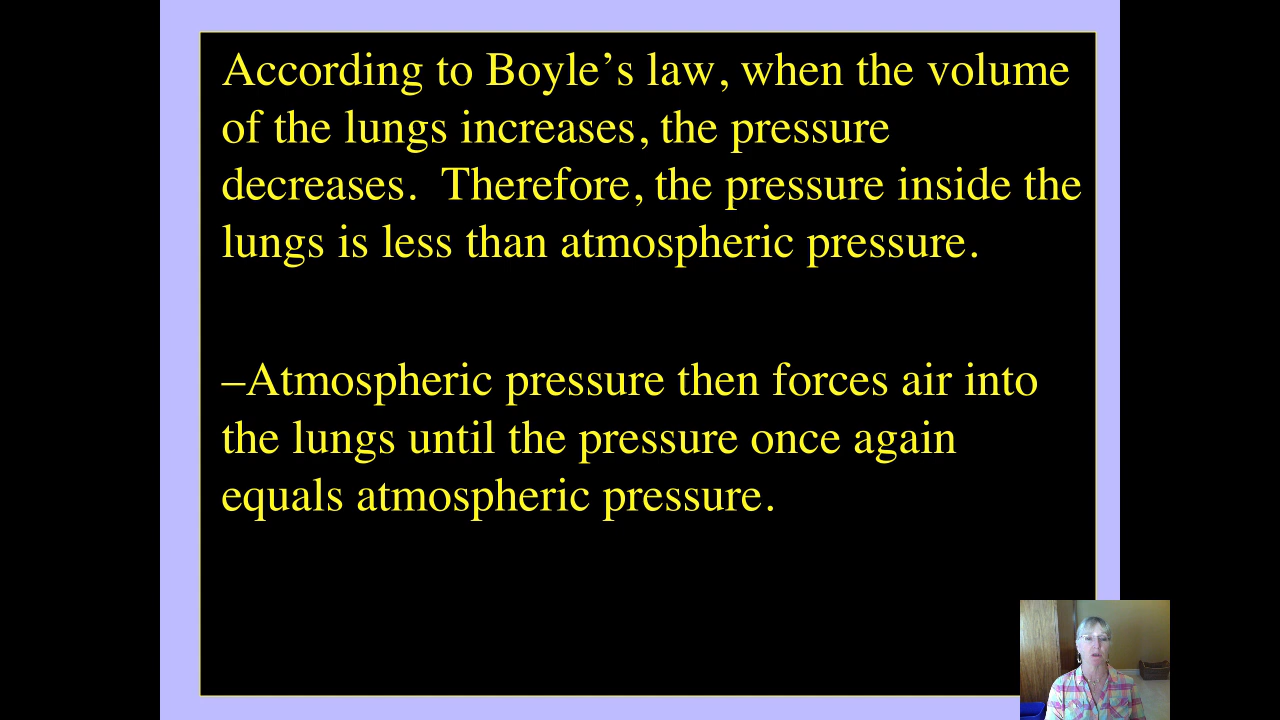 According to Boyle’s law, when the volume
of the lungs increases, the pressure
decreases.  Therefore, the pressure inside the
lungs is less than atmospheric pressure.
–Atmospheric pressure then forces air into
the lungs until the pressure once again
equals atmospheric pressure.